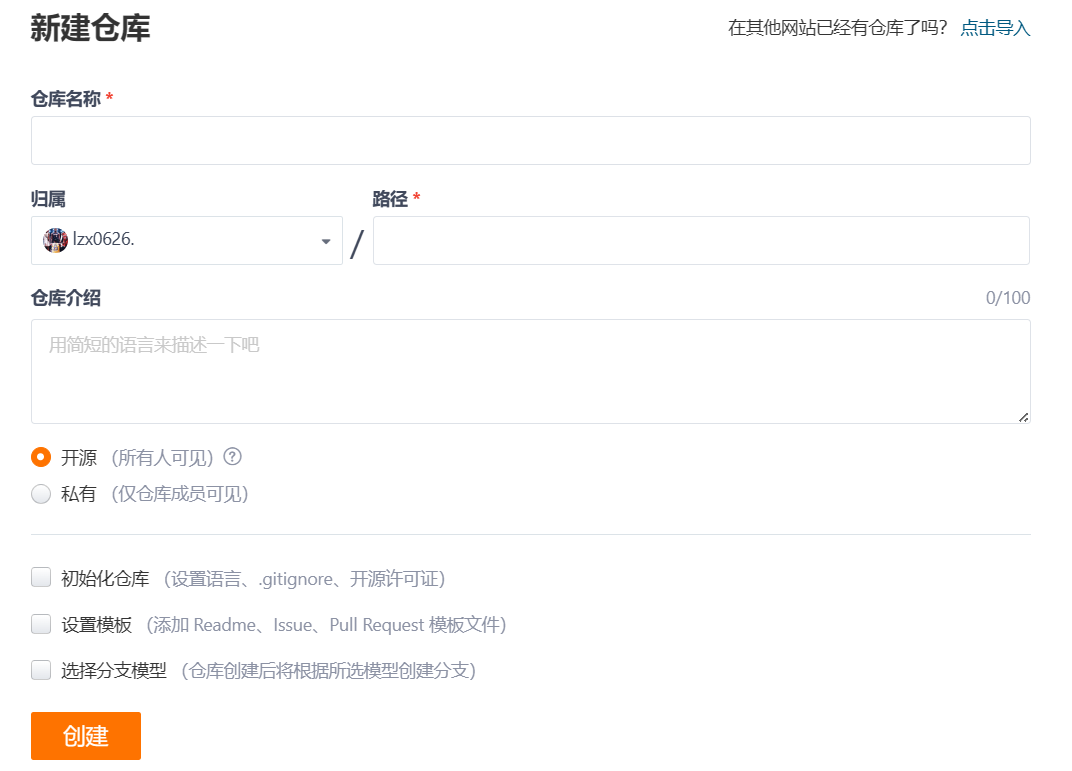 新建仓库
在其他网站已经有仓库了吗? 点击导入
仓库名称 *
归属
路径 *
lzx0626.
/
仓库介绍
0/100
用简短的语言来描述一下吧
开源 (所有人可见)
私有 (仅仓库成员可见)
初始化仓库 (设置语言、.gitignore、开源许可证)
设置模板 (添加 Readme、Issue、Pull Request 模板文件)
选择分支模型 (仓库创建后将根据所选模型创建分支)
创建